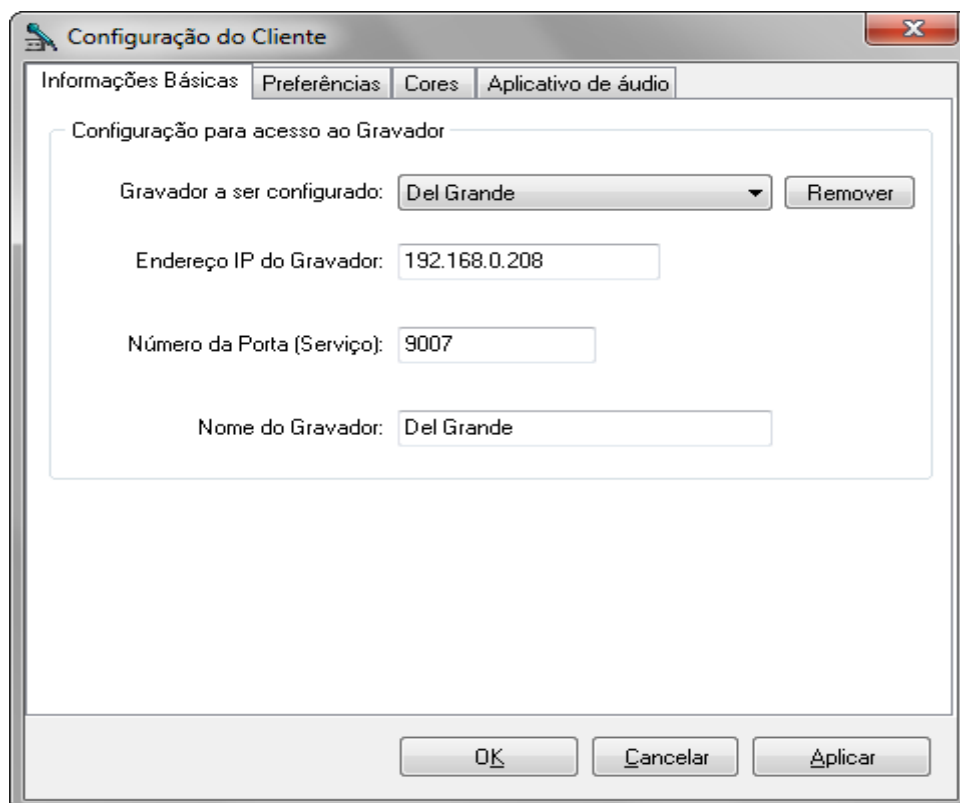 Configuração do Cliente
Informações Básicas Preferências Cores Aplicativo de áudio
Configuração para acesso ao Gravador
Gravador a ser configurado: Del Grande Remover
Endereço IP do Gravador: 192.168.0.208
Número da Porta (Serviço): 9007
Nome do Gravador: Del Grande
OK Cancelar Aplicar